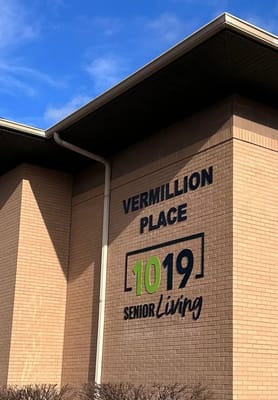 VERMILLION
PLACE
1019
SENIOR Living